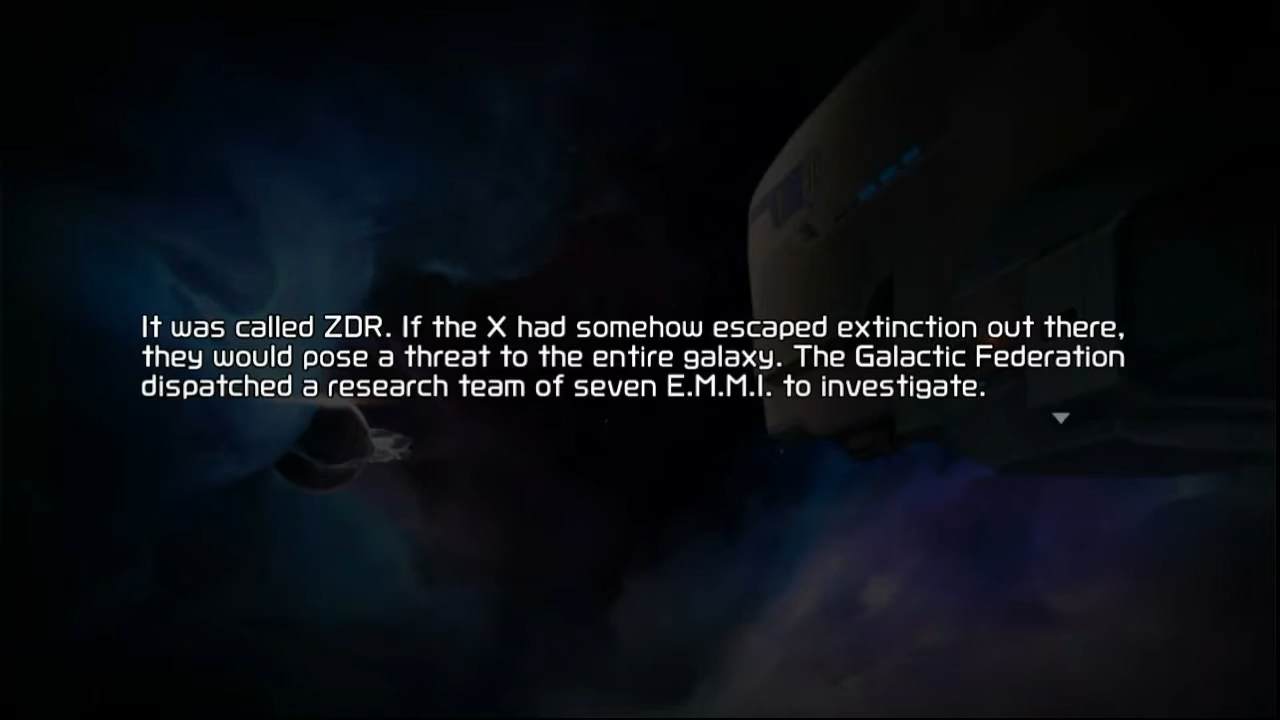 It was called ZDR. If the X had somehow escaped extinction out there,
they would pose a threat to the entire galaxy. The Galactic Federation
dispatched a research team of seven E.M.M.I. to investigate.